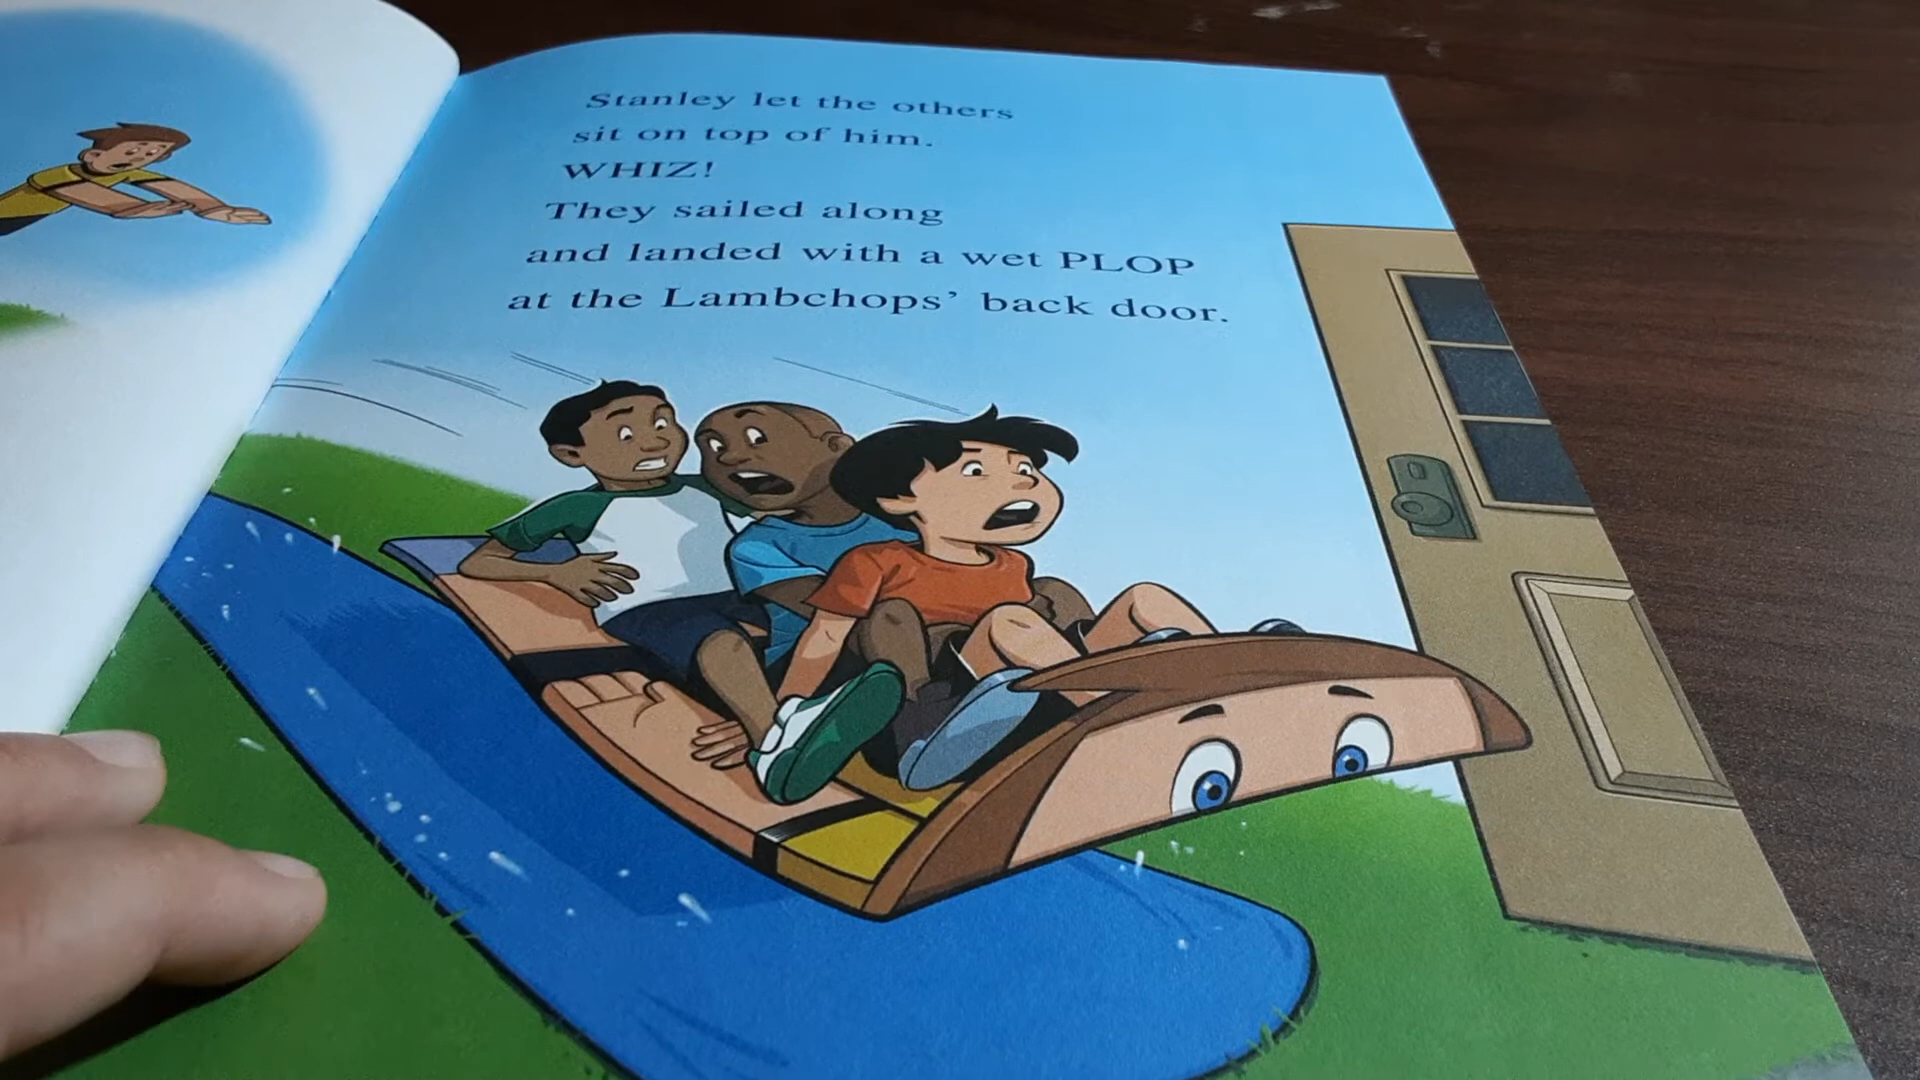 Stanley let the others
sit on top of him.
WHIZ!
They sailed along
and landed with a wet PLOP
at the Lambchops’ back door.